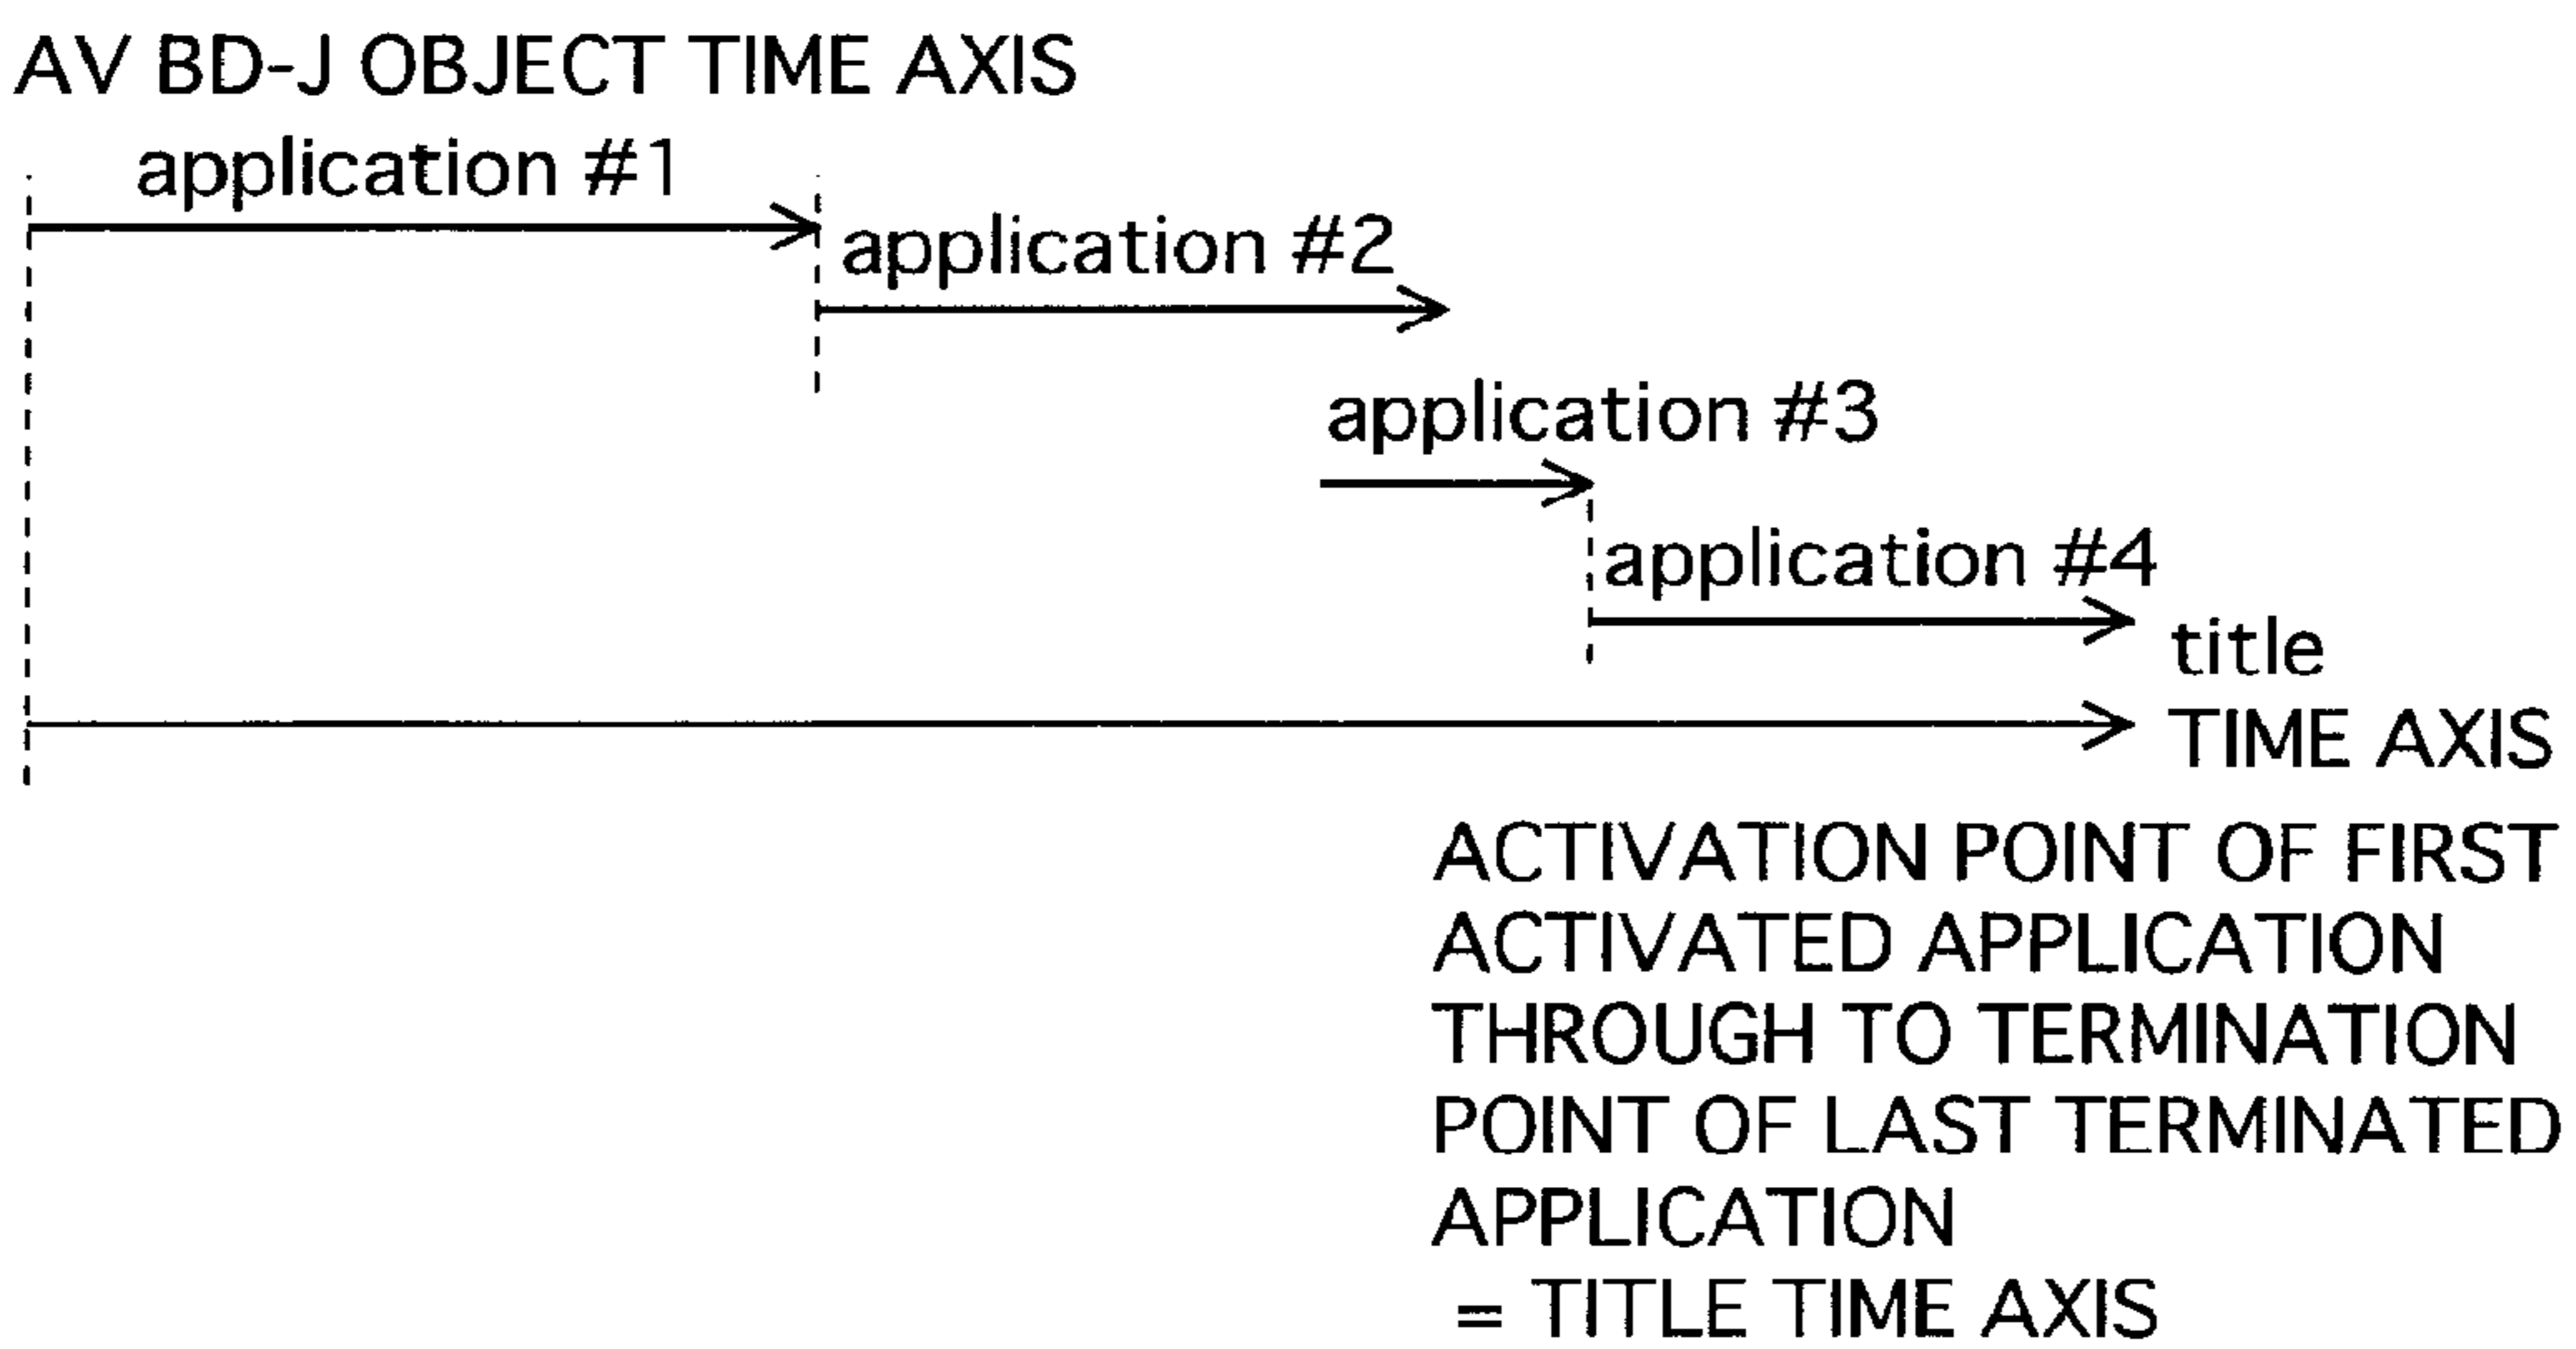 AV BD-J OBJECT TIME AXIS
application #1
application #2
application #3
application #4
title
TIME AXIS
ACTIVATION POINT OF FIRST
ACTIVATED APPLICATION
THROUGH TO TERMINATION
POINT OF LAST TERMINATED
APPLICATION
= TITLE TIME AXIS